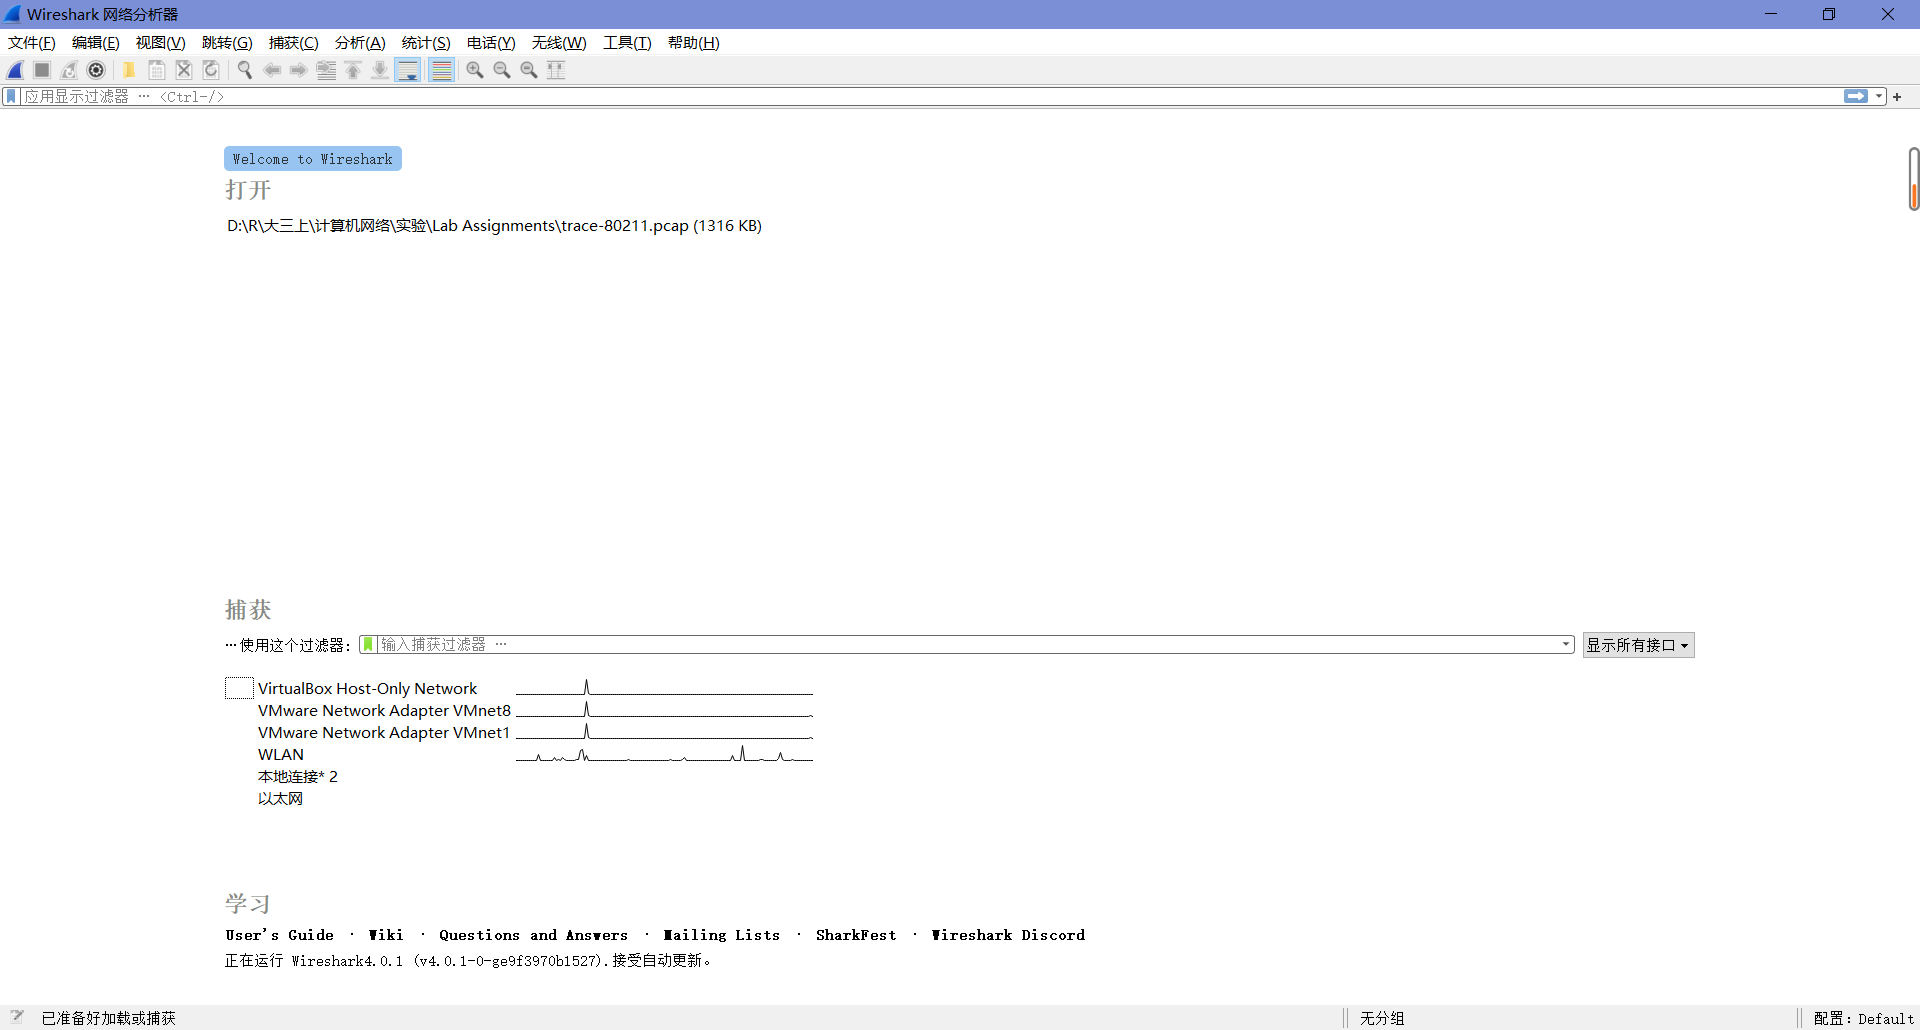 Wireshark 网络分析器
文件(F) 编辑(E) 视图(V) 跳转(G) 捕获(C) 分析(A) 统计(S) 电话(Y) 无线(W) 工具(T) 帮助(H)
应用显示过滤器 … <Ctrl-/>
Welcome to Wireshark
打开
D:\R\大三上\计算机网络\实验\Lab Assignments\trace-80211.pcap (1316 KB)
捕获
…使用这个过滤器: 输入捕获过滤器 … 显示所有接口
VirtualBox Host-Only Network
VMware Network Adapter VMnet8
VMware Network Adapter VMnet1
WLAN
本地连接* 2
以太网
学习
User's Guide · Wiki · Questions and Answers · Mailing Lists · SharkFest · Wireshark Discord
正在运行 Wireshark4.0.1 (v4.0.1-0-ge9f3970b1527).接受自动更新。
已准备好加载或捕获 无分组 配置：Default